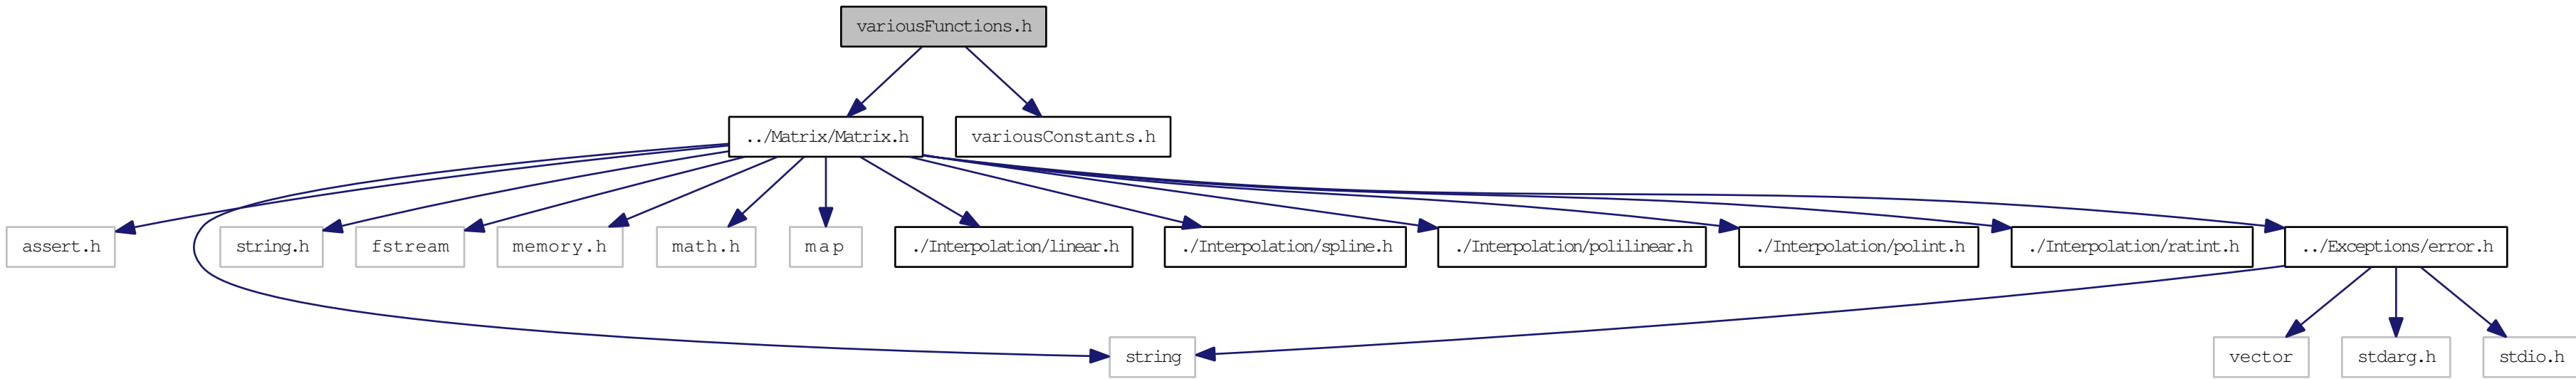 variousFunctions.h
../Matrix/Matrix.h
variousConstants.h
assert.h
string.h
fstream
memory.h
math.h
map
./Interpolation/linear.h
./Interpolation/spline.h
./Interpolation/polilinear.h
./Interpolation/polint.h
./Interpolation/ratint.h
../Exceptions/error.h
string
vector
stdarg.h
stdio.h